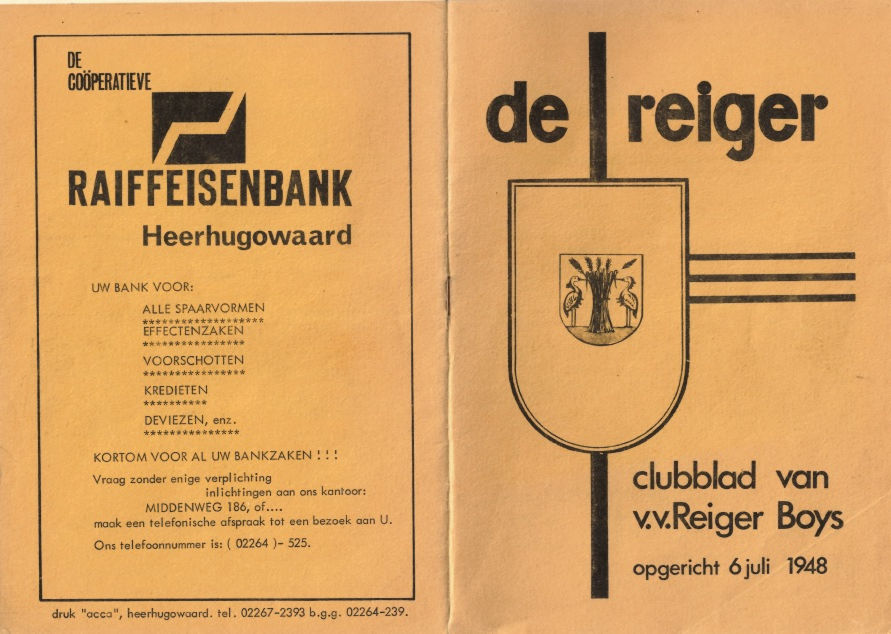 DE
COÖPERATIEVE
RAIFFEISENBANK
Heerhugowaard
UW BANK VOOR:
ALLE SPAARVORMEN
********************
EFFECTENZAKEN
*****************
VOORSCHOTTEN
*****************
KREDIETEN
**********
DEVIEZEN, enz.
****************
KORTOM VOOR AL UW BANKZAKEN ! ! !
Vraag zonder enige verplichting
inlichtingen aan ons kantoor:
MIDDENWEG 186, of....
maak een telefonische afspraak tot een bezoek aan U.
Ons telefoonnummer is: ( 02264 )- 525.
druk "acca", heerhugowaard. tel. 02267-2393 b.g.g. 02264-239.
de reiger
clubblad van
v.v.Reiger Boys
opgericht 6 juli 1948